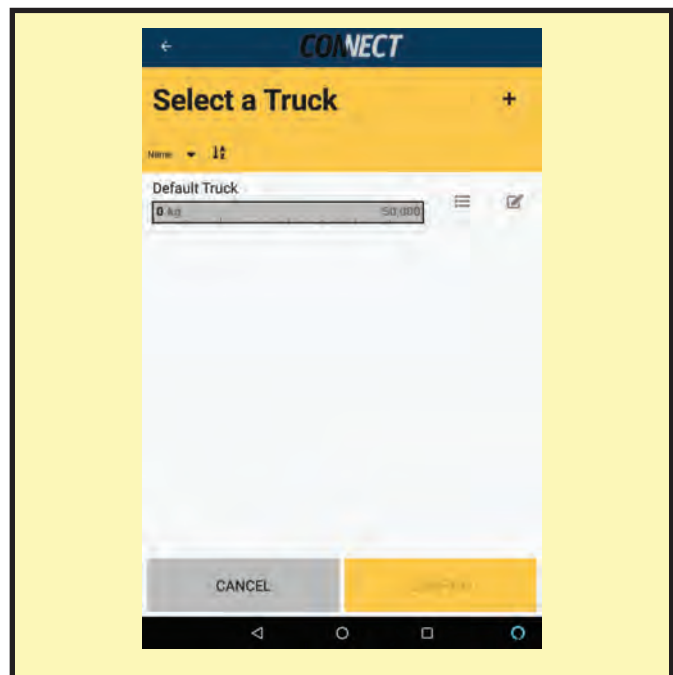 CONNECT
Select a Truck +
Name
Default Truck
0 kg 50,000
CANCEL